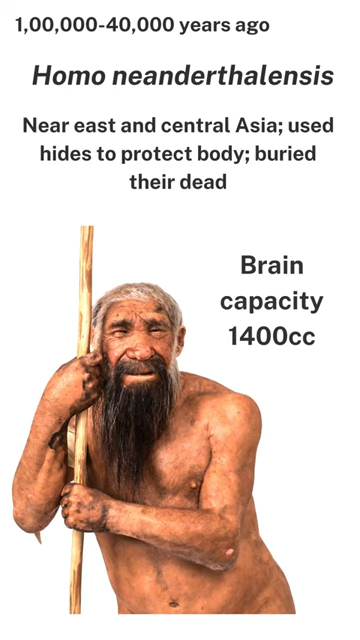 1,00,000-40,000 years ago
Homo neanderthalensis
Near east and central Asia; used
hides to protect body; buried
their dead
Brain
capacity
1400cc